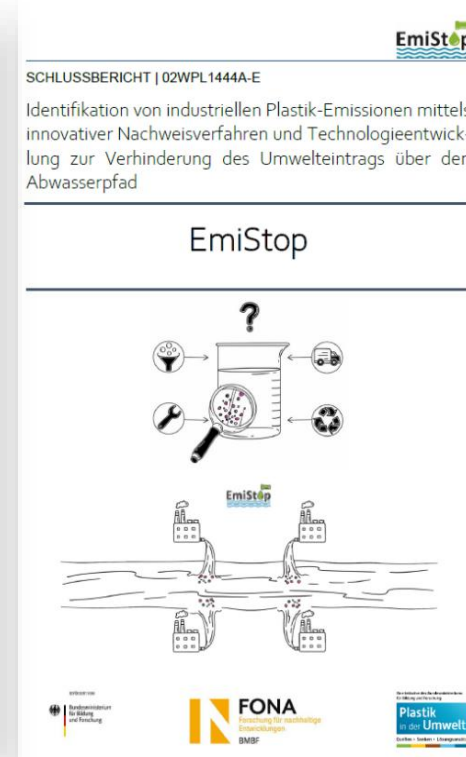 EmiStop
SCHLUSSBERICHT | 02WPL1444A-E
Identifikation von industriellen Plastik-Emissionen mittels
innovativer Nachweisverfahren und Technologieentwick-
lung zur Verhinderung des Umwelteintrags über den
Abwasserpfad
EmiStop
?
EmiStop
Bundesministerium
für Bildung
und Forschung
FONA
Forschung für nachhaltige
Entwicklungen
BMBF
Plastik
in der Umwelt